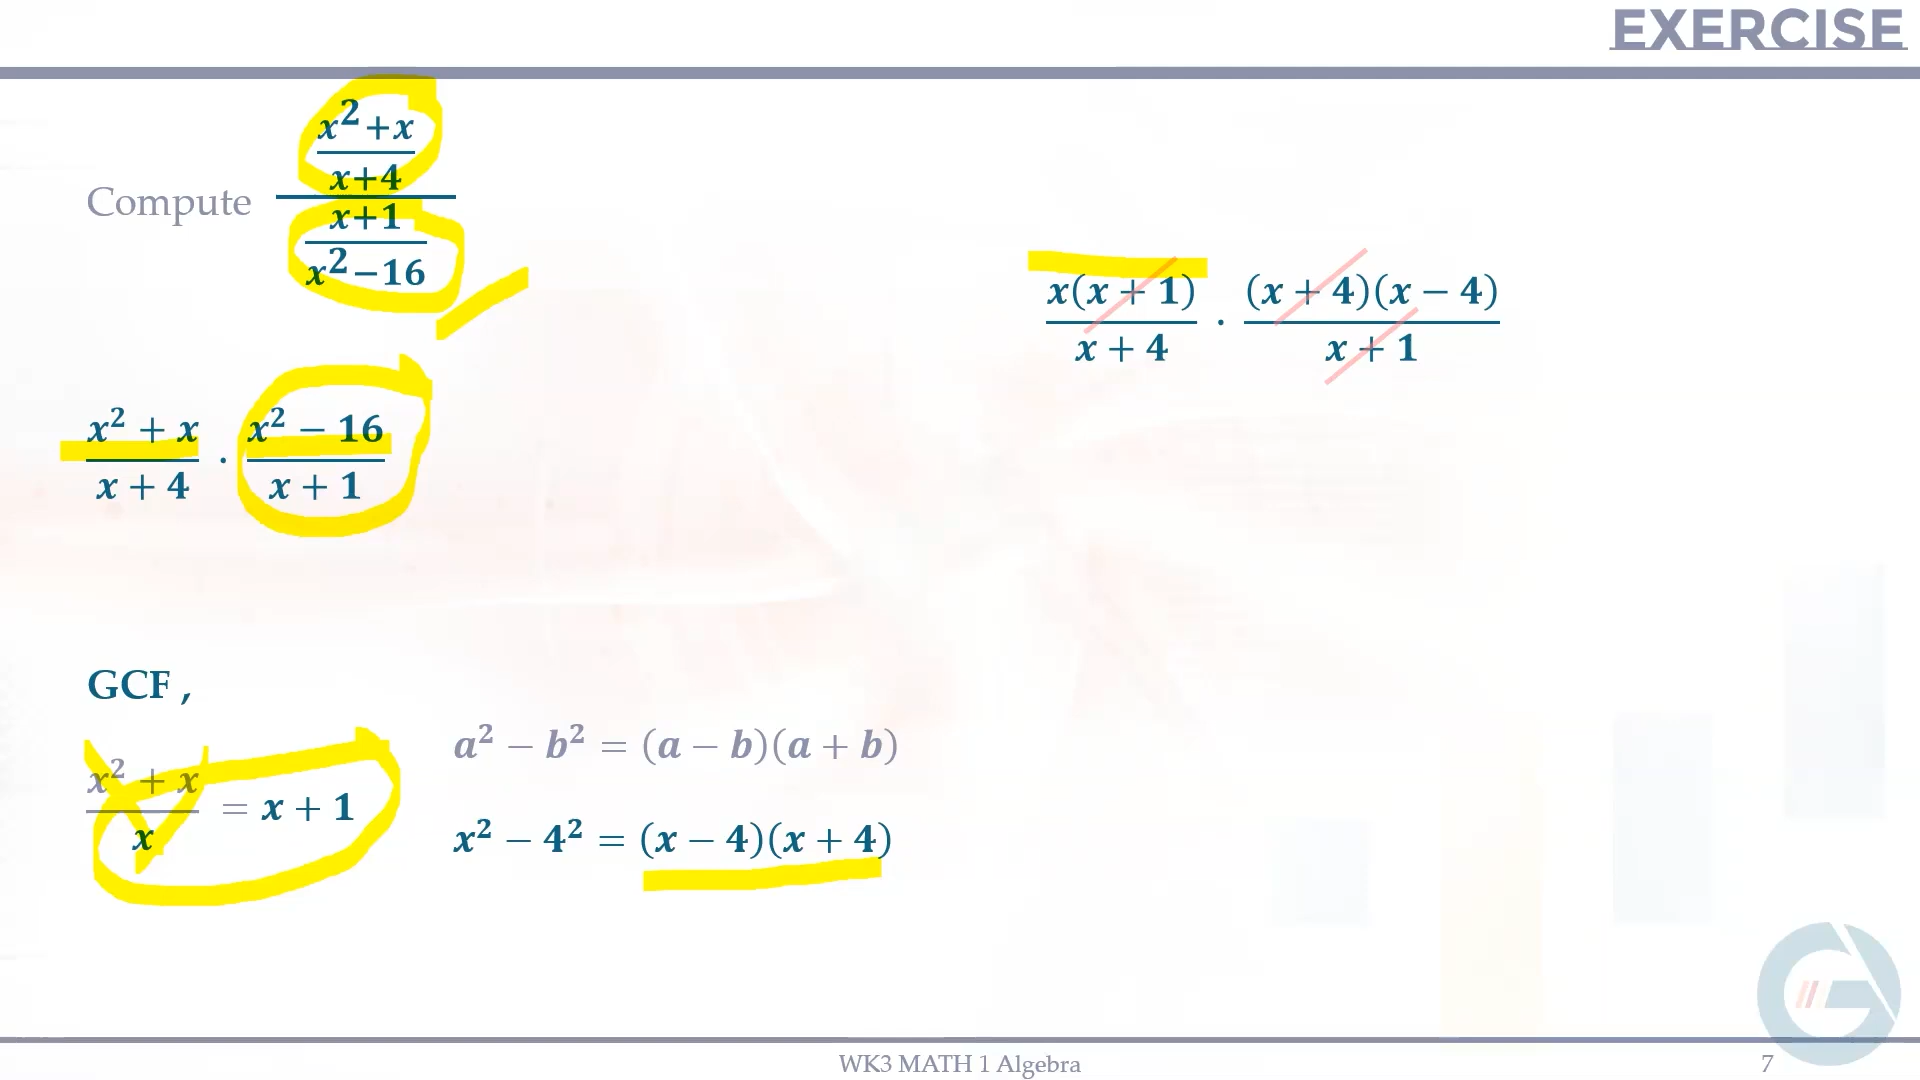 EXERCISE
Compute
x²+x
x+4
x+1
x²−16
x² + x
x + 4
·
x² − 16
x + 1
GCF ,
x² + x
x
= x + 1
a² − b² = (a − b)(a + b)
x² − 4² = (x − 4)(x + 4)
x(x + 1)
x + 4
·
(x + 4)(x − 4)
x + 1
WK3 MATH 1 Algebra
7